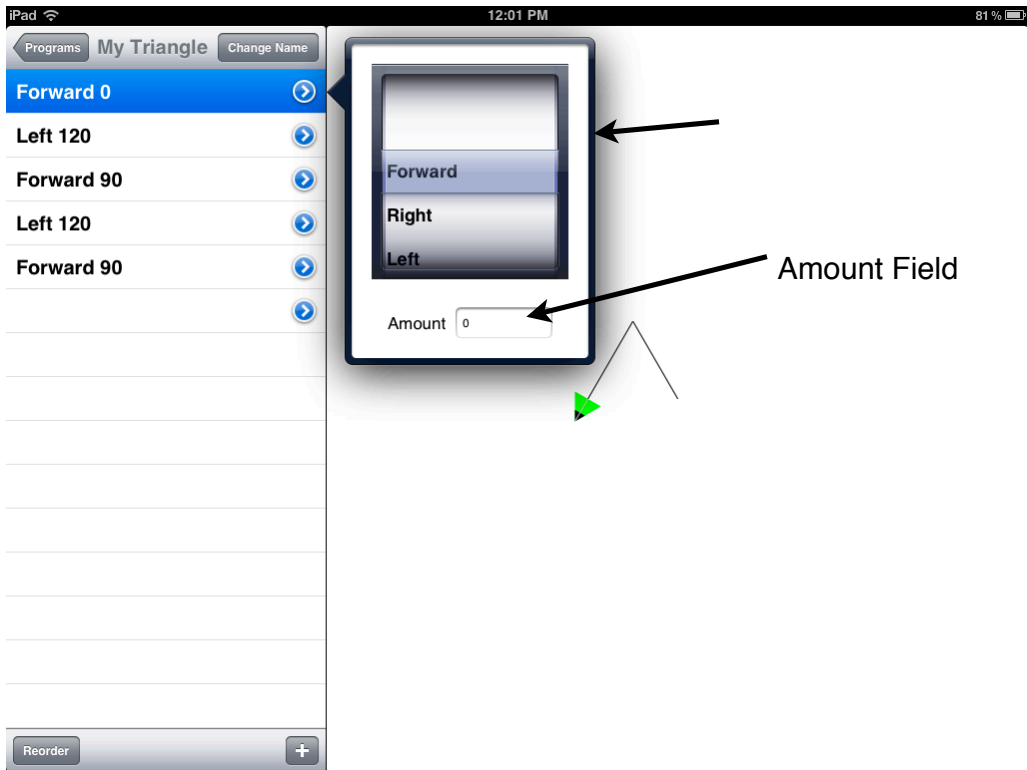 iPad 12:01 PM 81 %
Programs My Triangle Change Name
Forward 0
Left 120
Forward 90
Left 120
Forward 90
Forward
Right
Left
Amount 0
Amount Field
Reorder +